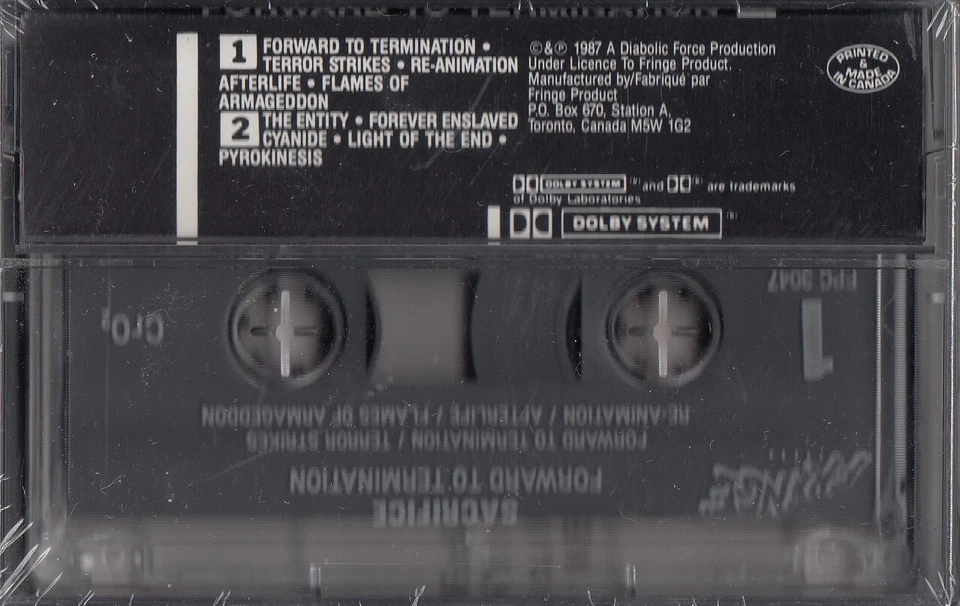 FORWARD TO TERMINATION
1 FORWARD TO TERMINATION •
TERROR STRIKES • RE-ANIMATION
AFTERLIFE • FLAMES OF
ARMAGEDDON
2 THE ENTITY • FOREVER ENSLAVED
CYANIDE • LIGHT OF THE END •
PYROKINESIS
©&℗ 1987 A Diabolic Force Production
Under Licence To Fringe Product.
Manufactured by/Fabriqué par
Fringe Product
P.O. Box 670, Station A,
Toronto, Canada M5W 1G2
PRINTED
&
MADE
IN CANADA
DOLBY SYSTEM ® and ® are trademarks
of Dolby Laboratories
DOLBY SYSTEM ®
FPC 3047
1
CrO₂
RE-ANIMATION / AFTERLIFE / FLAMES OF ARMAGEDDON
FORWARD TO TERMINATION / TERROR STRIKES
FORWARD TO TERMINATION
SACRIFICE